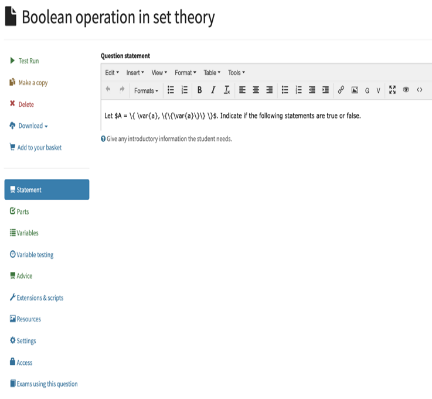 Boolean operation in set theory
Test Run
Make a copy
Delete
Download
Add to your basket
Statement
Parts
Variables
Variable testing
Advice
Extensions & scripts
Resources
Settings
Access
Exams using this question
Question statement
Edit Insert View Format Table Tools
Formats B I G V
Let $A = \{ \var{a}, \{\{\var{a}\}\} \}$. Indicate if the following statements are true or false.
Give any introductory information the student needs.